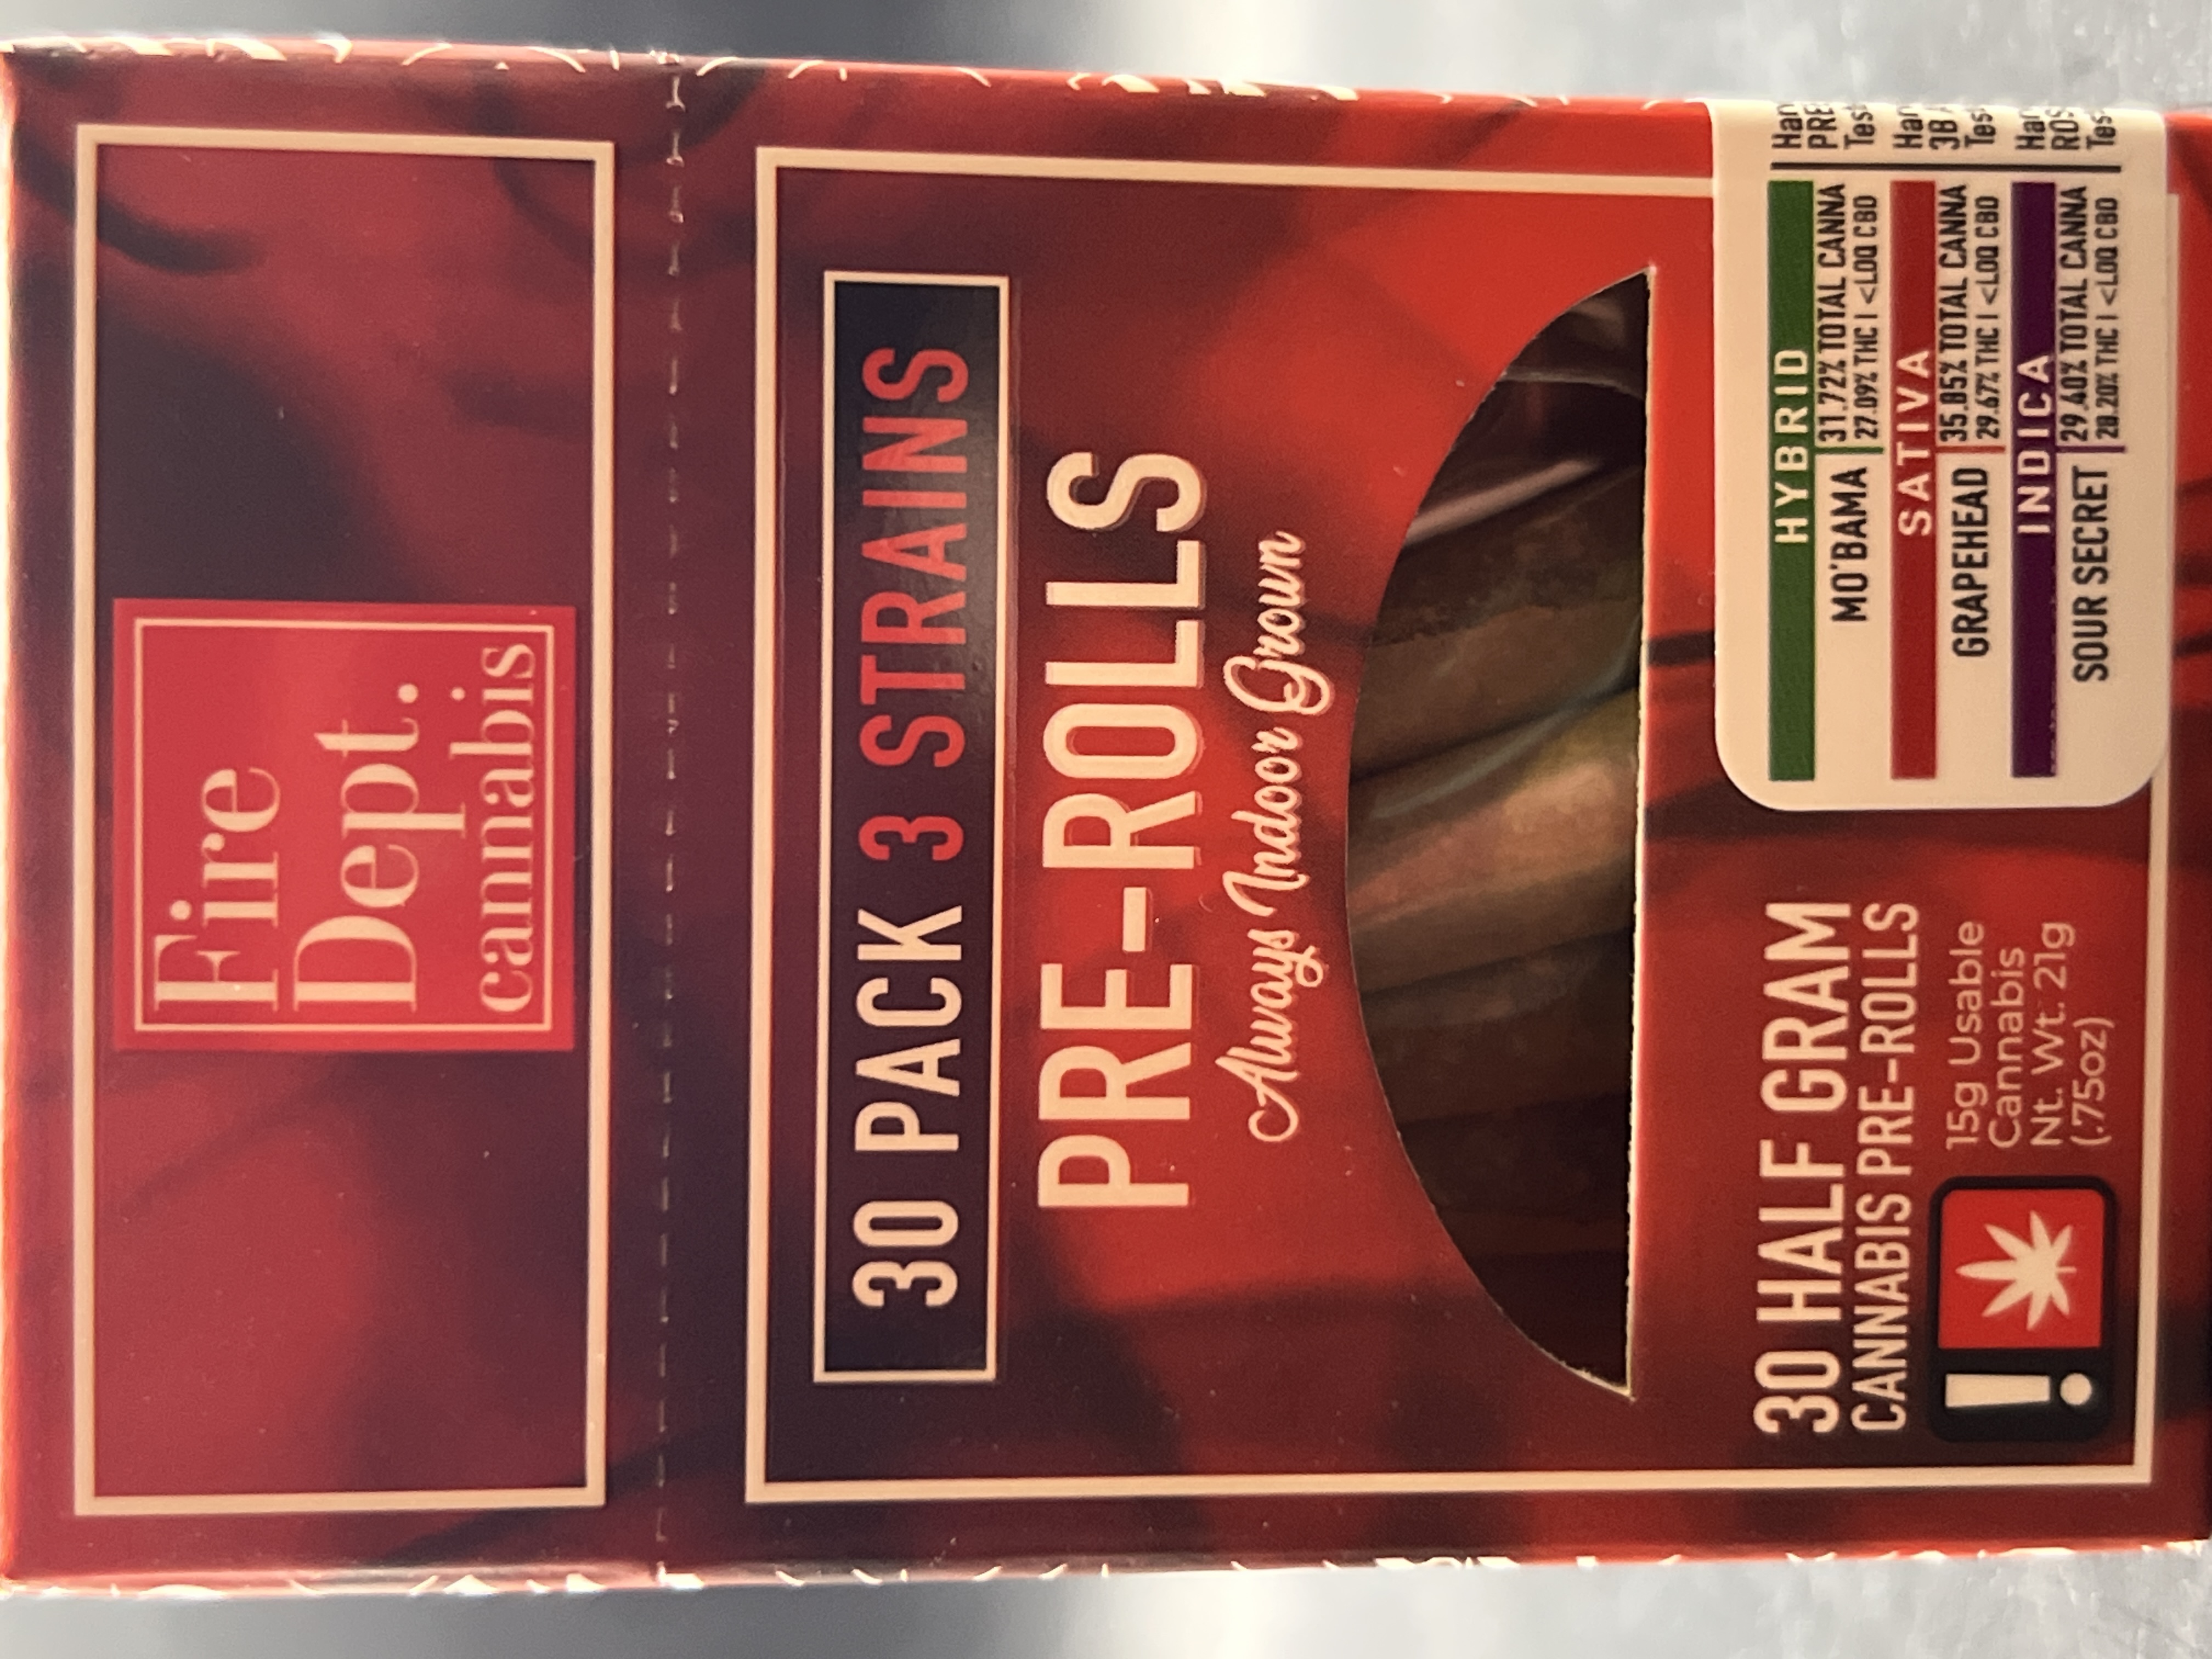 Fire
Dept.
cannabis
30 PACK 3 STRAINS
PRE-ROLLS
Always Indoor Grown
30 HALF GRAM
CANNABIS PRE-ROLLS
15g Usable
Cannabis
Nt. Wt. 21g
(.75oz)
HYBRID
MO'BAMA 31.72% TOTAL CANNA
27.09% THC | <LOQ CBD
SATIVA
GRAPEHEAD 35.85% TOTAL CANNA
29.67% THC | <LOQ CBD
INDICA
SOUR SECRET 29.40% TOTAL CANNA
28.20% THC | <LOQ CBD